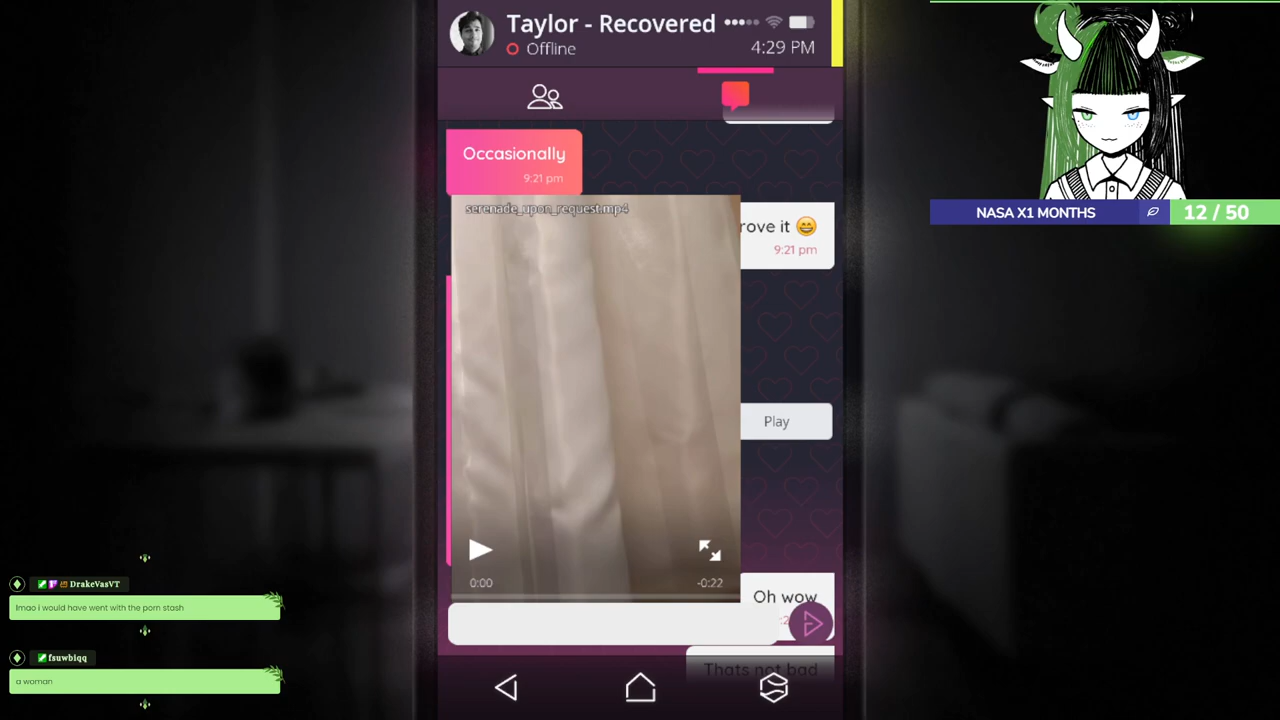 Taylor - Recovered
Offline
4:29 PM
Occasionally
9:21 pm
serenade_upon_request.mp4
rove it 😄
9:21 pm
Play
0:00
-0:22
Oh wow
Thats not bad
NASA X1 MONTHS
12 / 50
DrakeVasVT
lmao i would have went with the porn stash
fsuwbiqq
a woman